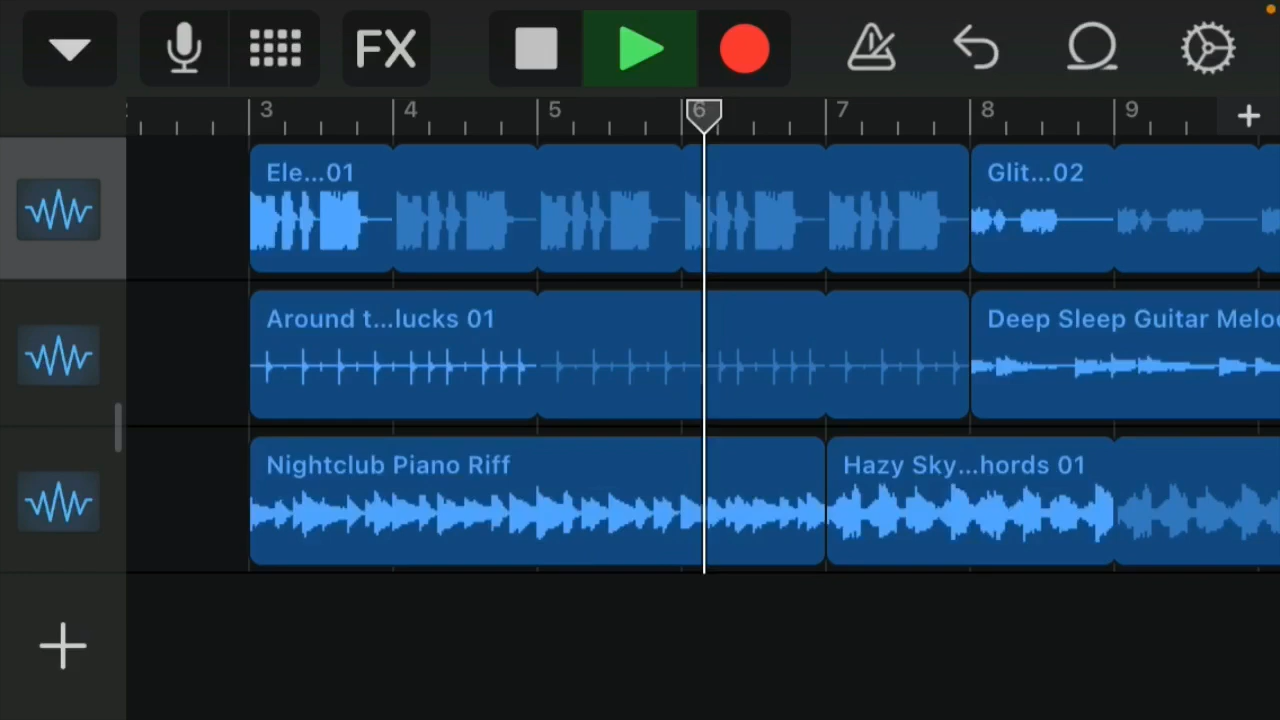 FX
3 4 5 6 7 8 9
Ele...01
Glit...02
Around t...lucks 01
Deep Sleep Guitar Melo
Nightclub Piano Riff
Hazy Sky...hords 01